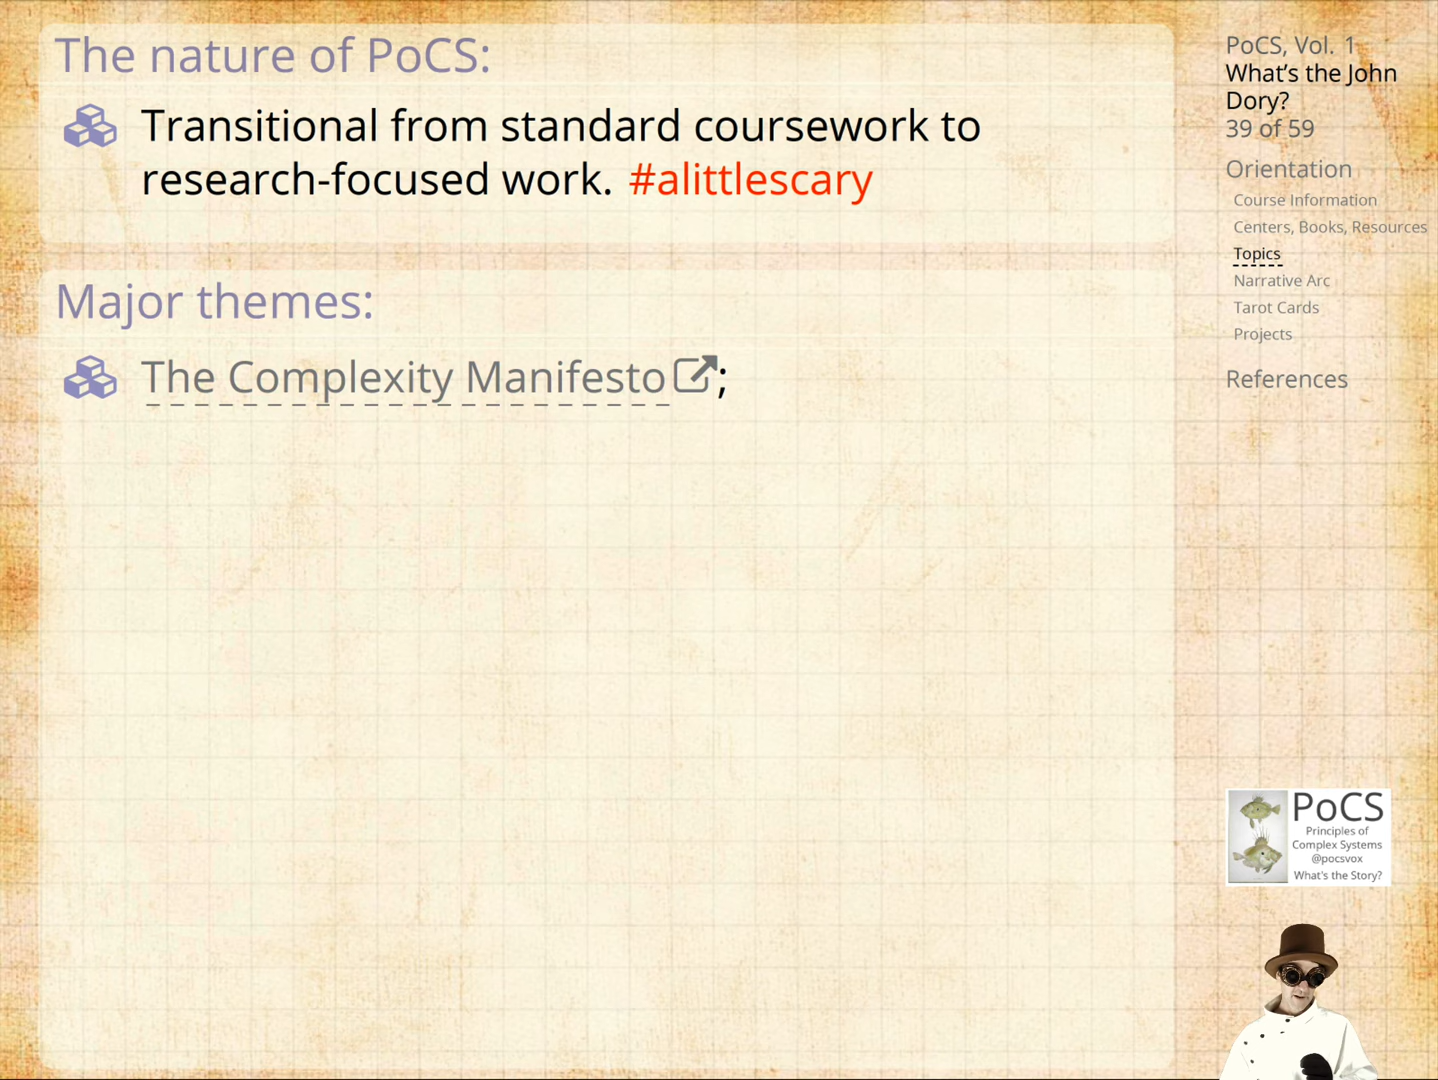 The nature of PoCS:
Transitional from standard coursework to
research-focused work. #alittlescary
Major themes:
The Complexity Manifesto;
PoCS, Vol. 1
What’s the John
Dory?
39 of 59
Orientation
Course Information
Centers, Books, Resources
Topics
Narrative Arc
Tarot Cards
Projects
References
PoCS
Principles of
Complex Systems
@pocsvox
What's the Story?